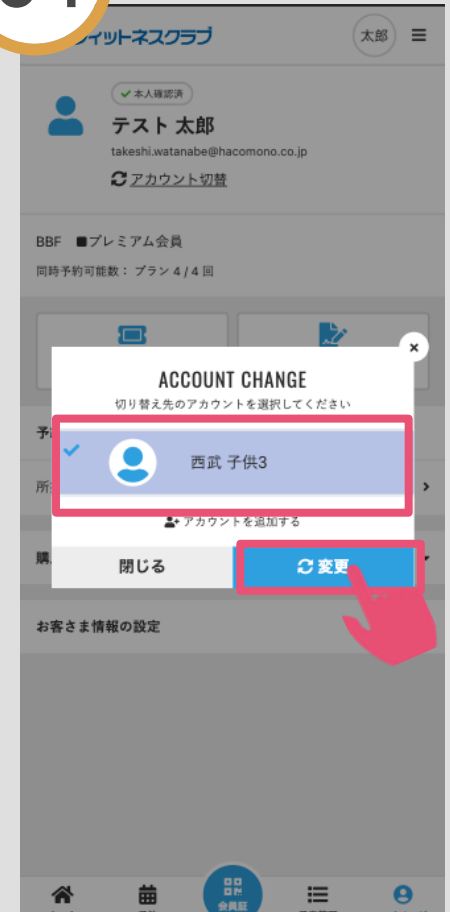 フィットネスクラブ
太郎
本人確認済
テスト 太郎
takeshi.watanabe@hacomono.co.jp
アカウント切替
BBF ■プレミアム会員
同時予約可能数： プラン 4 / 4 回
ACCOUNT CHANGE
切り替え先のアカウントを選択してください
予
西武 子供3
所
アカウントを追加する
購
閉じる
変更
お客さま情報の設定
会員証